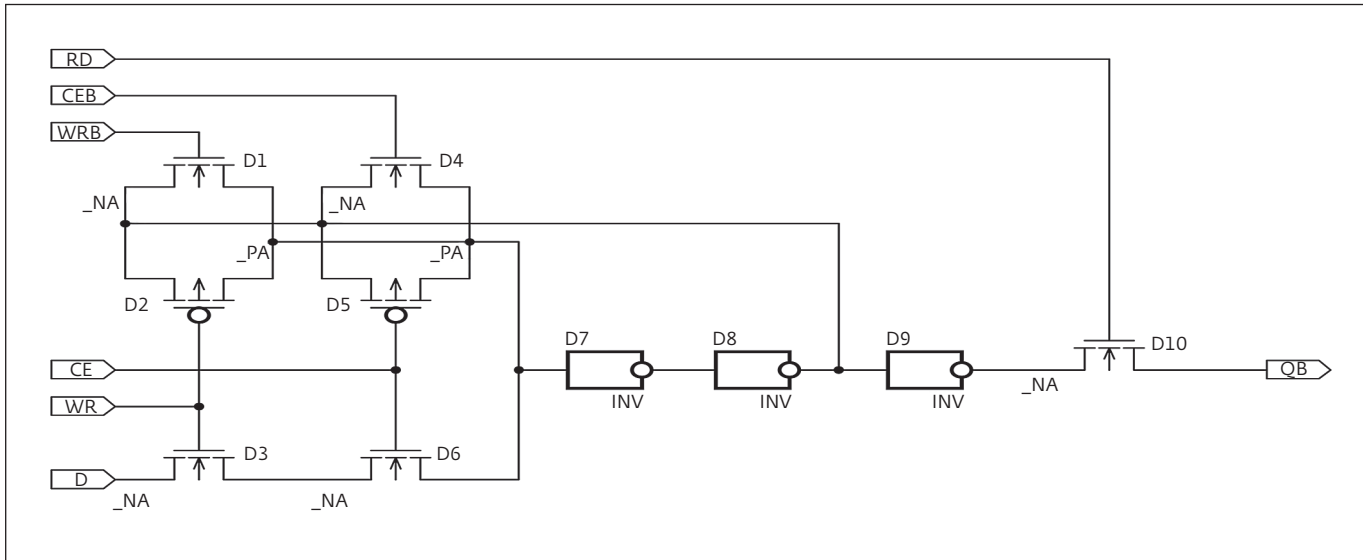 RD
CEB
WRB
D1
D4
_NA
_NA
_PA
_PA
D2
D5
D7
D8
D9
D10
CE
QB
_NA
INV
INV
INV
WR
D3
D6
D
_NA
_NA